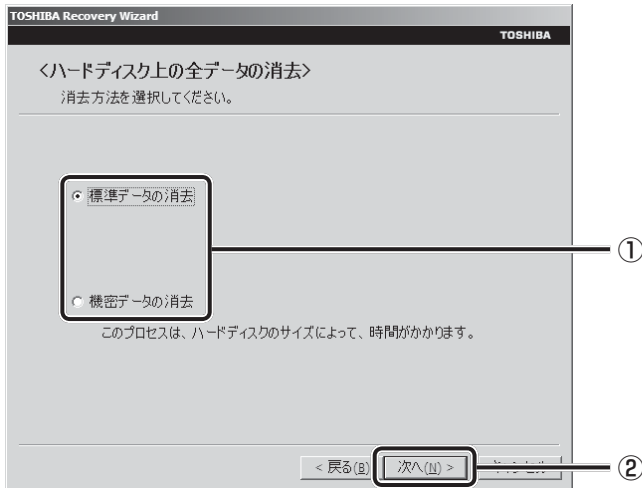 TOSHIBA Recovery Wizard
TOSHIBA
＜ハードディスク上の全データの消去＞
消去方法を選択してください。
標準データの消去
①
機密データの消去
このプロセスは、ハードディスクのサイズによって、時間がかかります。
< 戻る(B)
次へ(N) >
②